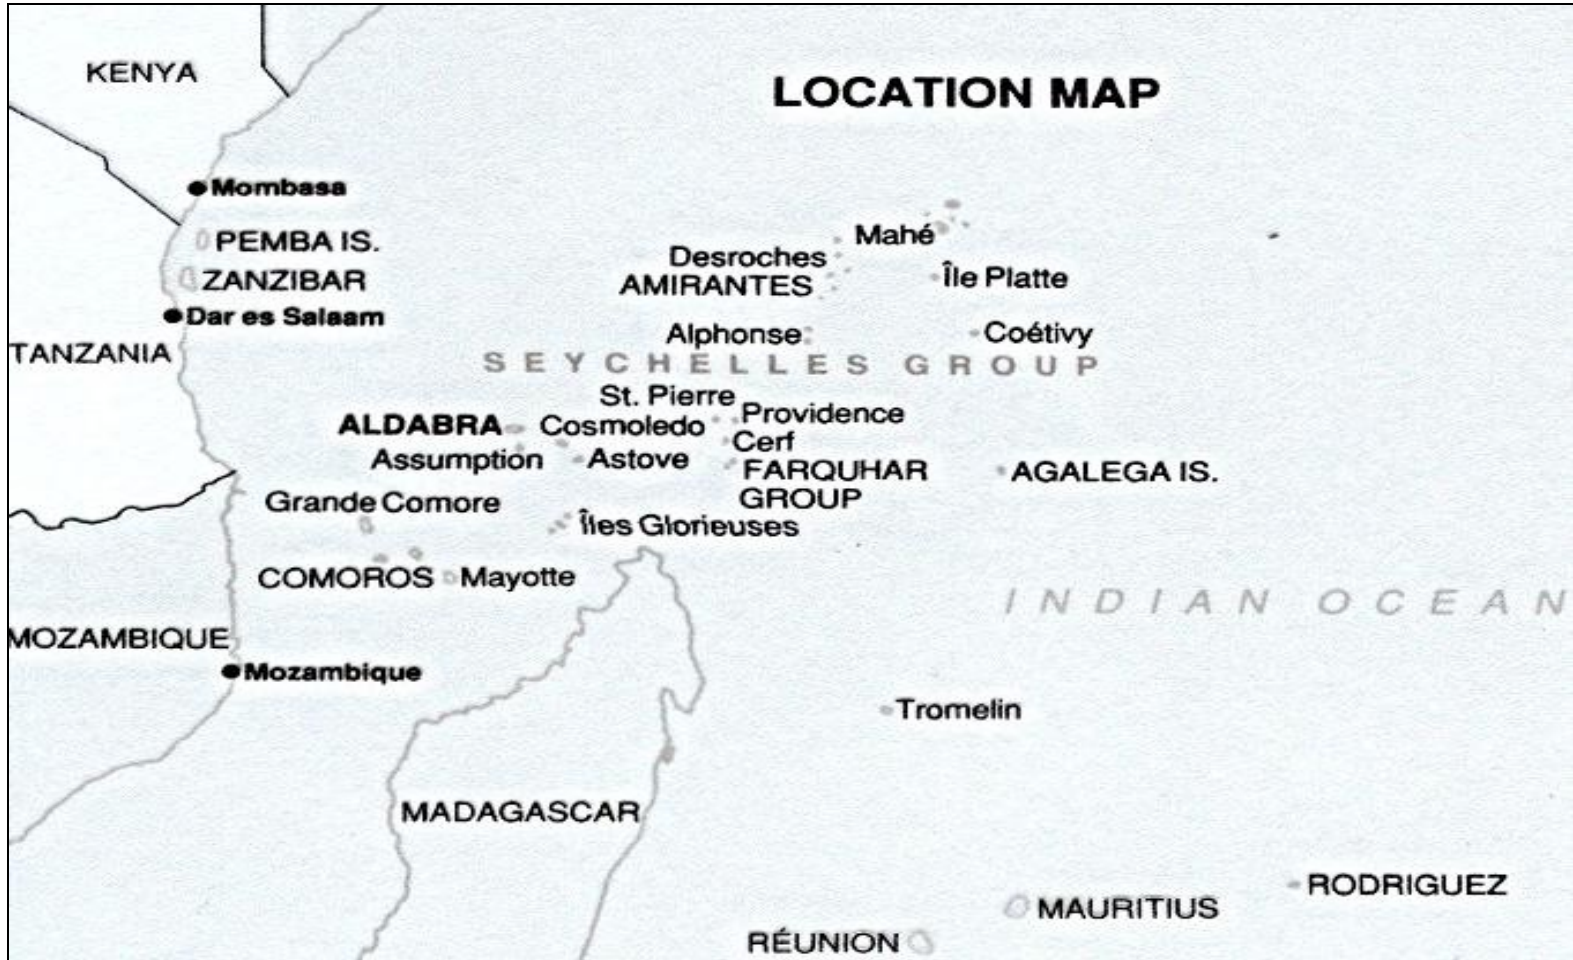 KENYA
LOCATION MAP
Mombasa
PEMBA IS.
Mahé
Desroches
ZANZIBAR
AMIRANTES
Île Platte
Dar es Salaam
Alphonse
Coétivy
TANZANIA
SEYCHELLES GROUP
St. Pierre
Providence
ALDABRA
Cosmoledo
Cerf
Assumption
Astove
FARQUHAR
GROUP
AGALEGA IS.
Grande Comore
Îles Glorieuses
COMOROS
Mayotte
INDIAN OCEAN
MOZAMBIQUE
Mozambique
Tromelin
MADAGASCAR
RODRIGUEZ
MAURITIUS
RÉUNION